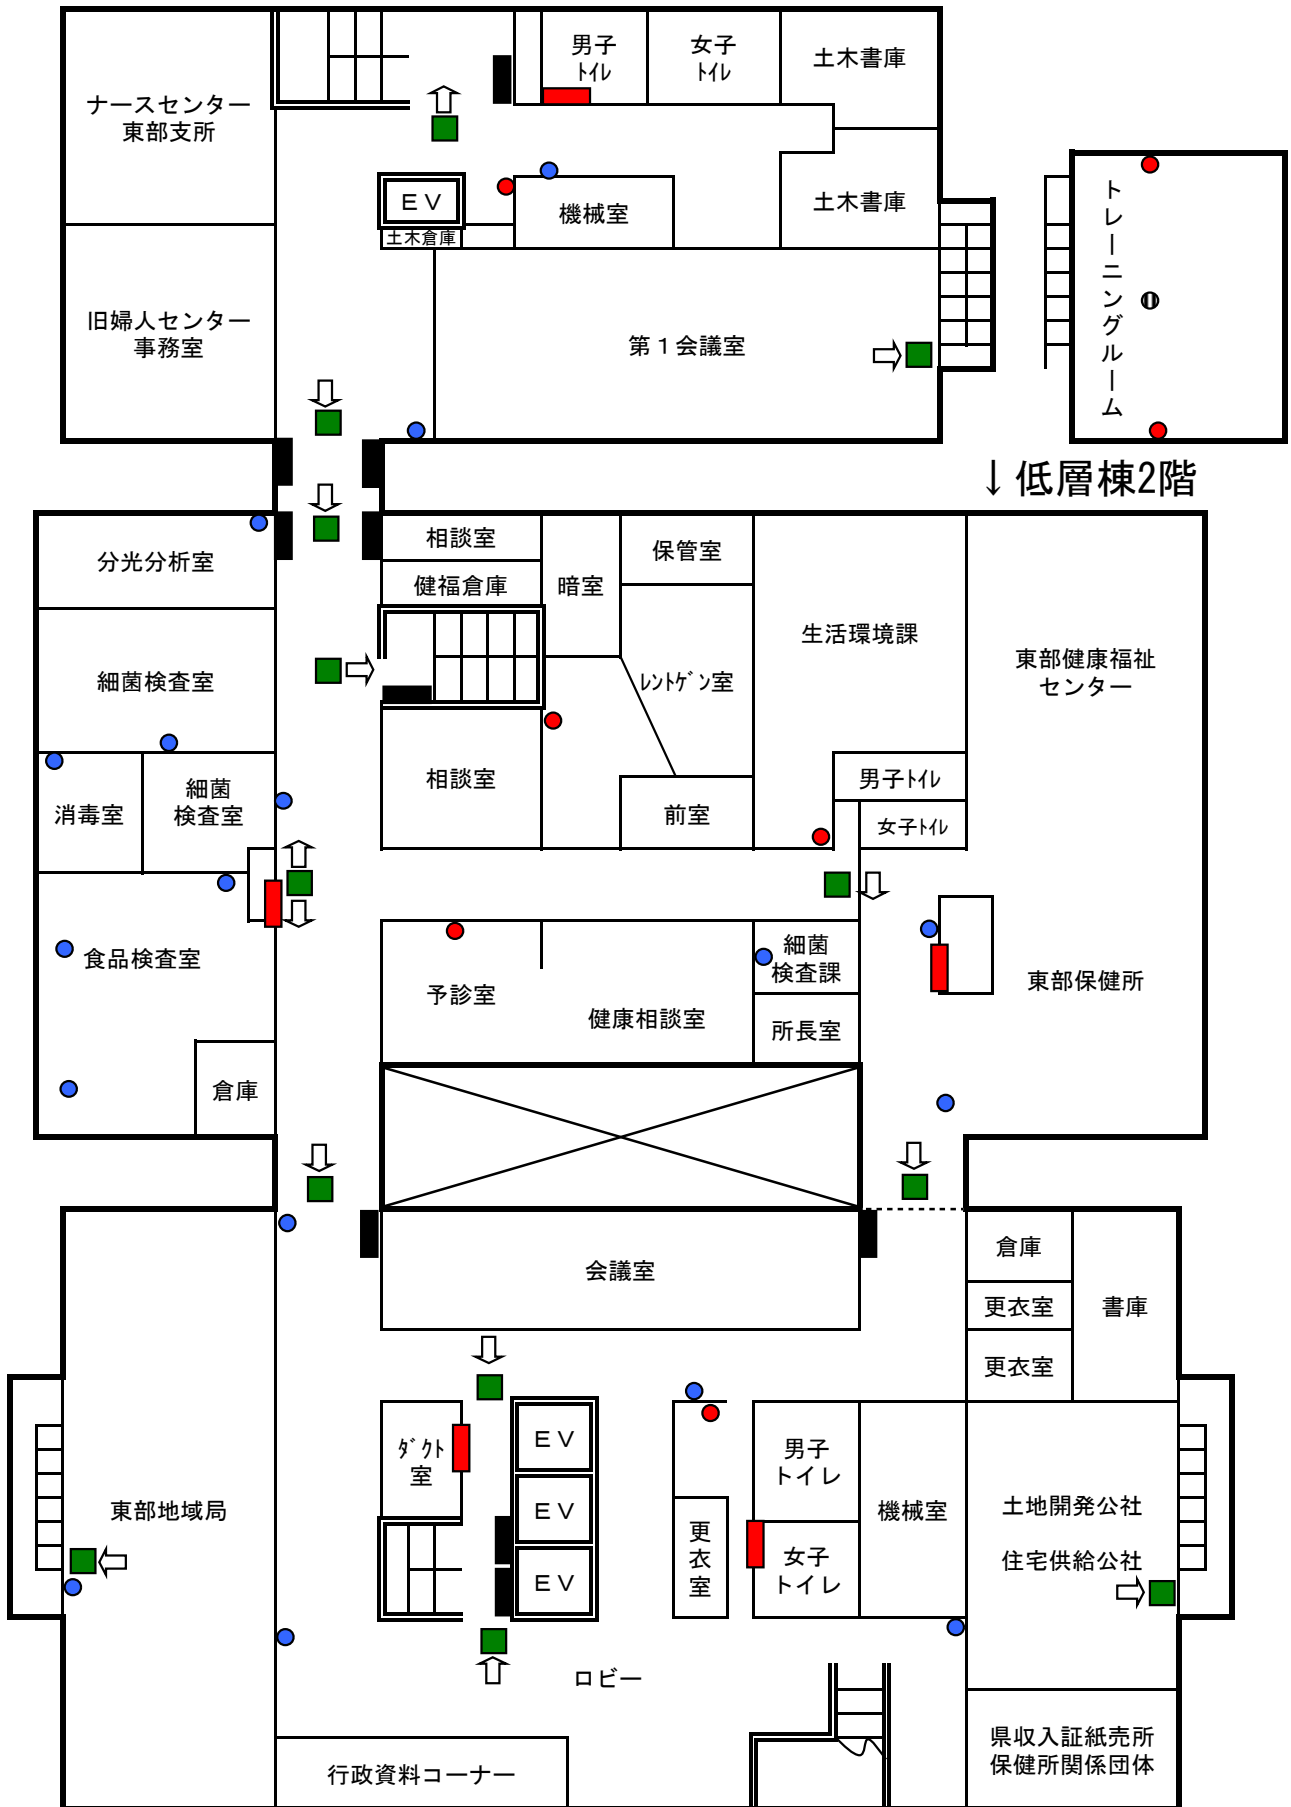 男子
ﾄｲﾚ
女子
ﾄｲﾚ
土木書庫
ナースセンター
東部支所
ＥＶ
土木倉庫
機械室
土木書庫
トレーニングルーム
旧婦人センター
事務室
第１会議室
↓低層棟2階
分光分析室
相談室
健福倉庫
暗室
保管室
生活環境課
東部健康福祉
センター
細菌検査室
ﾚﾝﾄｹﾞﾝ室
消毒室
細菌
検査室
相談室
前室
男子ﾄｲﾚ
女子ﾄｲﾚ
食品検査室
予診室
健康相談室
細菌
検査課
所長室
東部保健所
倉庫
会議室
倉庫
更衣室
更衣室
書庫
ﾀﾞｸﾄ
室
ＥＶ
ＥＶ
ＥＶ
男子
トイレ
東部地域局
更衣室
女子
トイレ
機械室
土地開発公社
住宅供給公社
ロビー
行政資料コーナー
県収入証紙売所
保健所関係団体